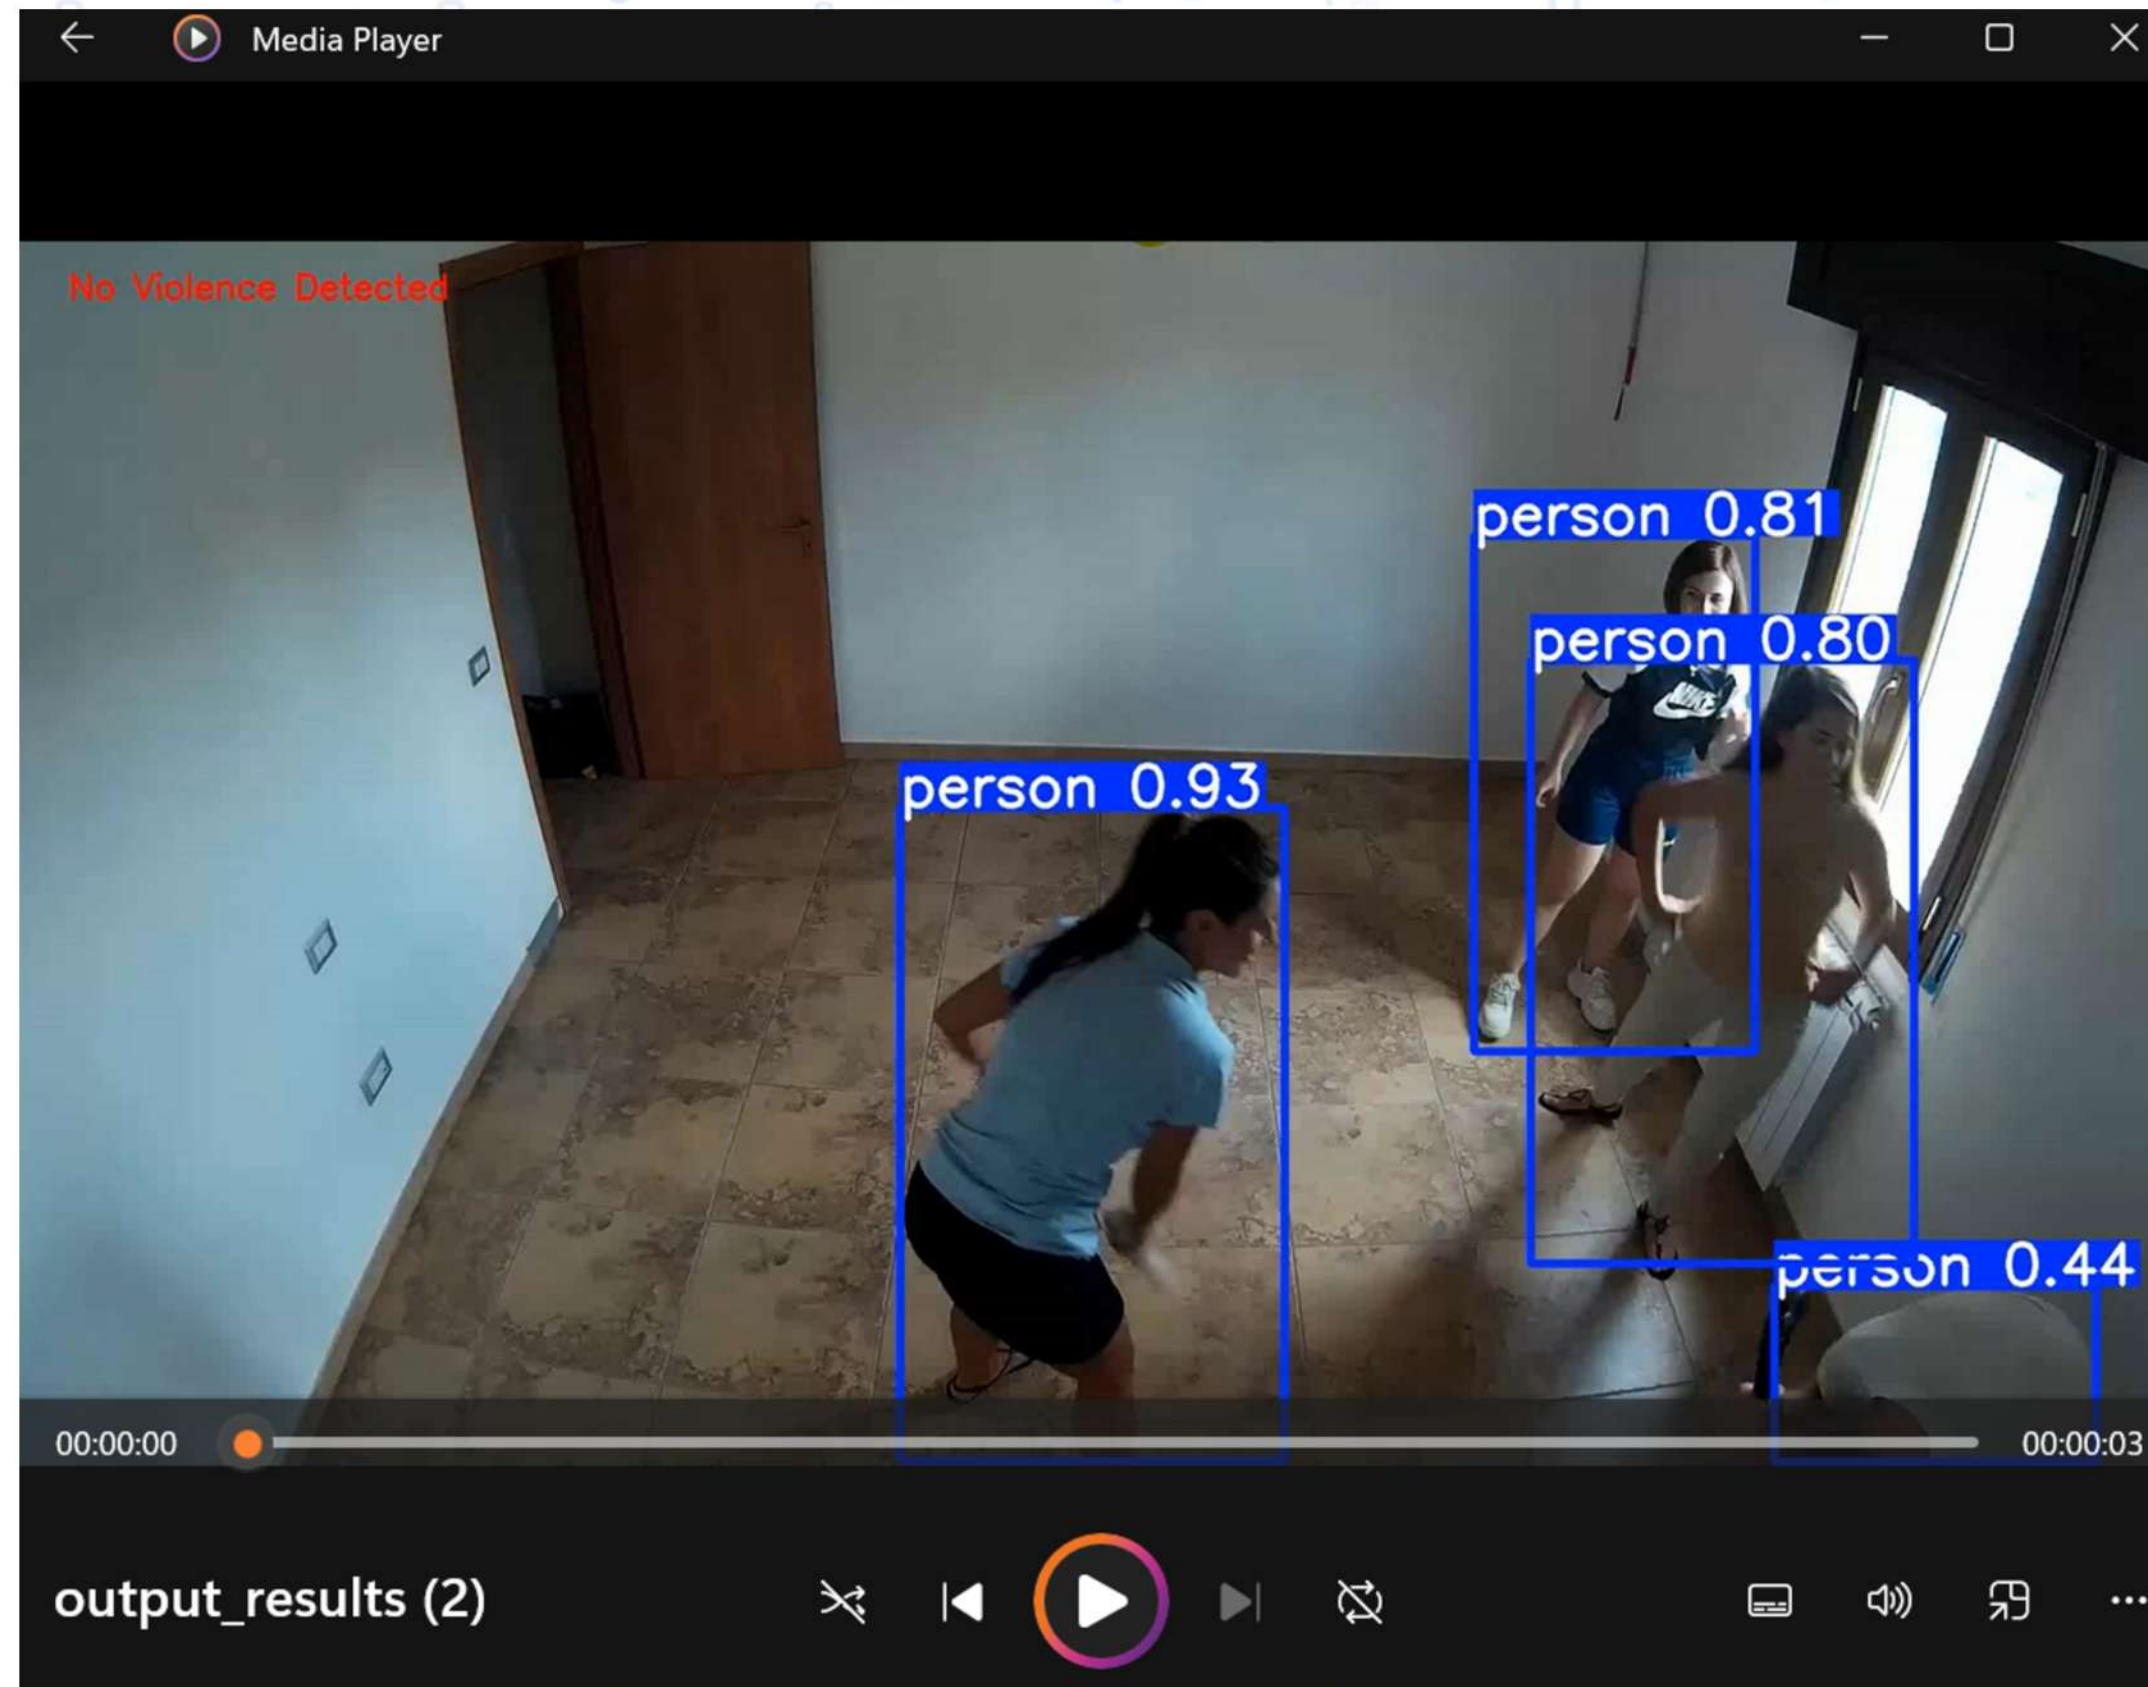 Media Player
No Violence Detected
person 0.81
person 0.80
NIKE
person 0.93
person 0.44
00:00:00
00:00:03
output_results (2)